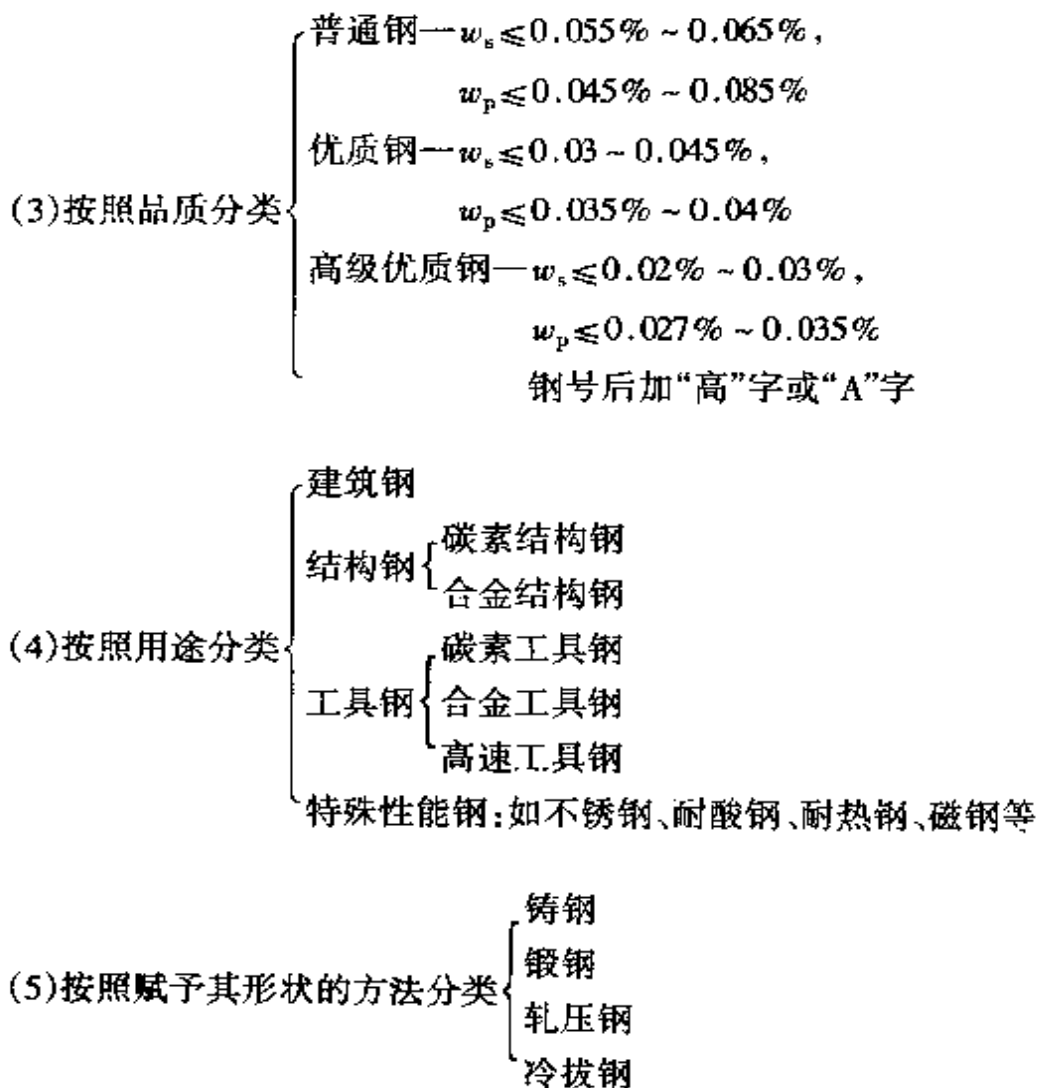 普通钢—wₛ≤0.055%~0.065%,
wₚ≤0.045%~0.085%
优质钢—wₛ≤0.03~0.045%,
(3)按照品质分类
wₚ≤0.035%~0.04%
高级优质钢—wₛ≤0.02%~0.03%,
wₚ≤0.027%~0.035%
钢号后加“高”字或“A”字
建筑钢
结构钢
碳素结构钢
合金结构钢
(4)按照用途分类
工具钢
碳素工具钢
合金工具钢
高速工具钢
特殊性能钢:如不锈钢、耐酸钢、耐热钢、磁钢等
(5)按照赋予其形状的方法分类
铸钢
锻钢
轧压钢
冷拔钢